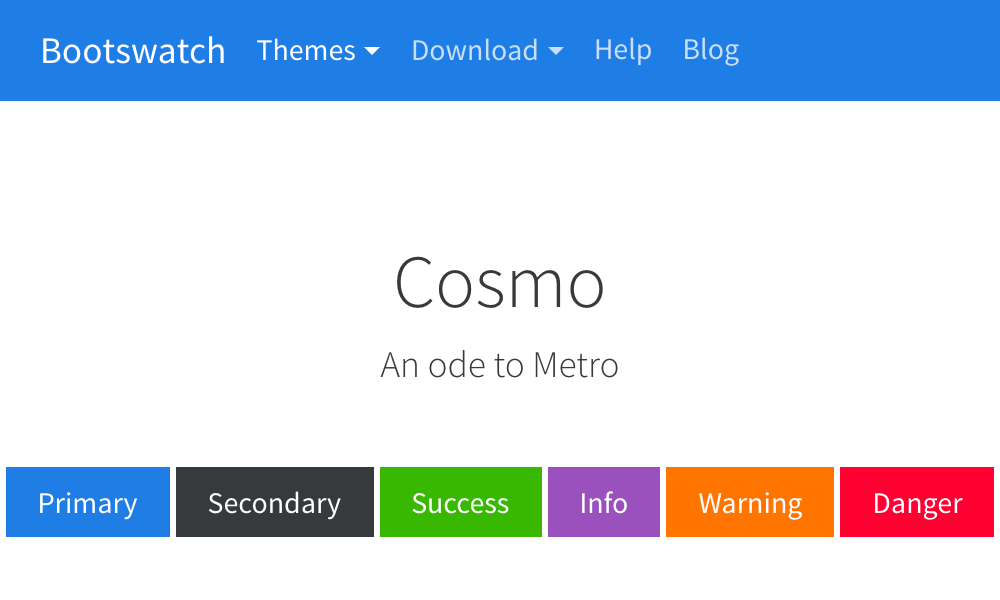 Bootswatch Themes Download Help Blog
Cosmo
An ode to Metro
Primary Secondary Success Info Warning Danger